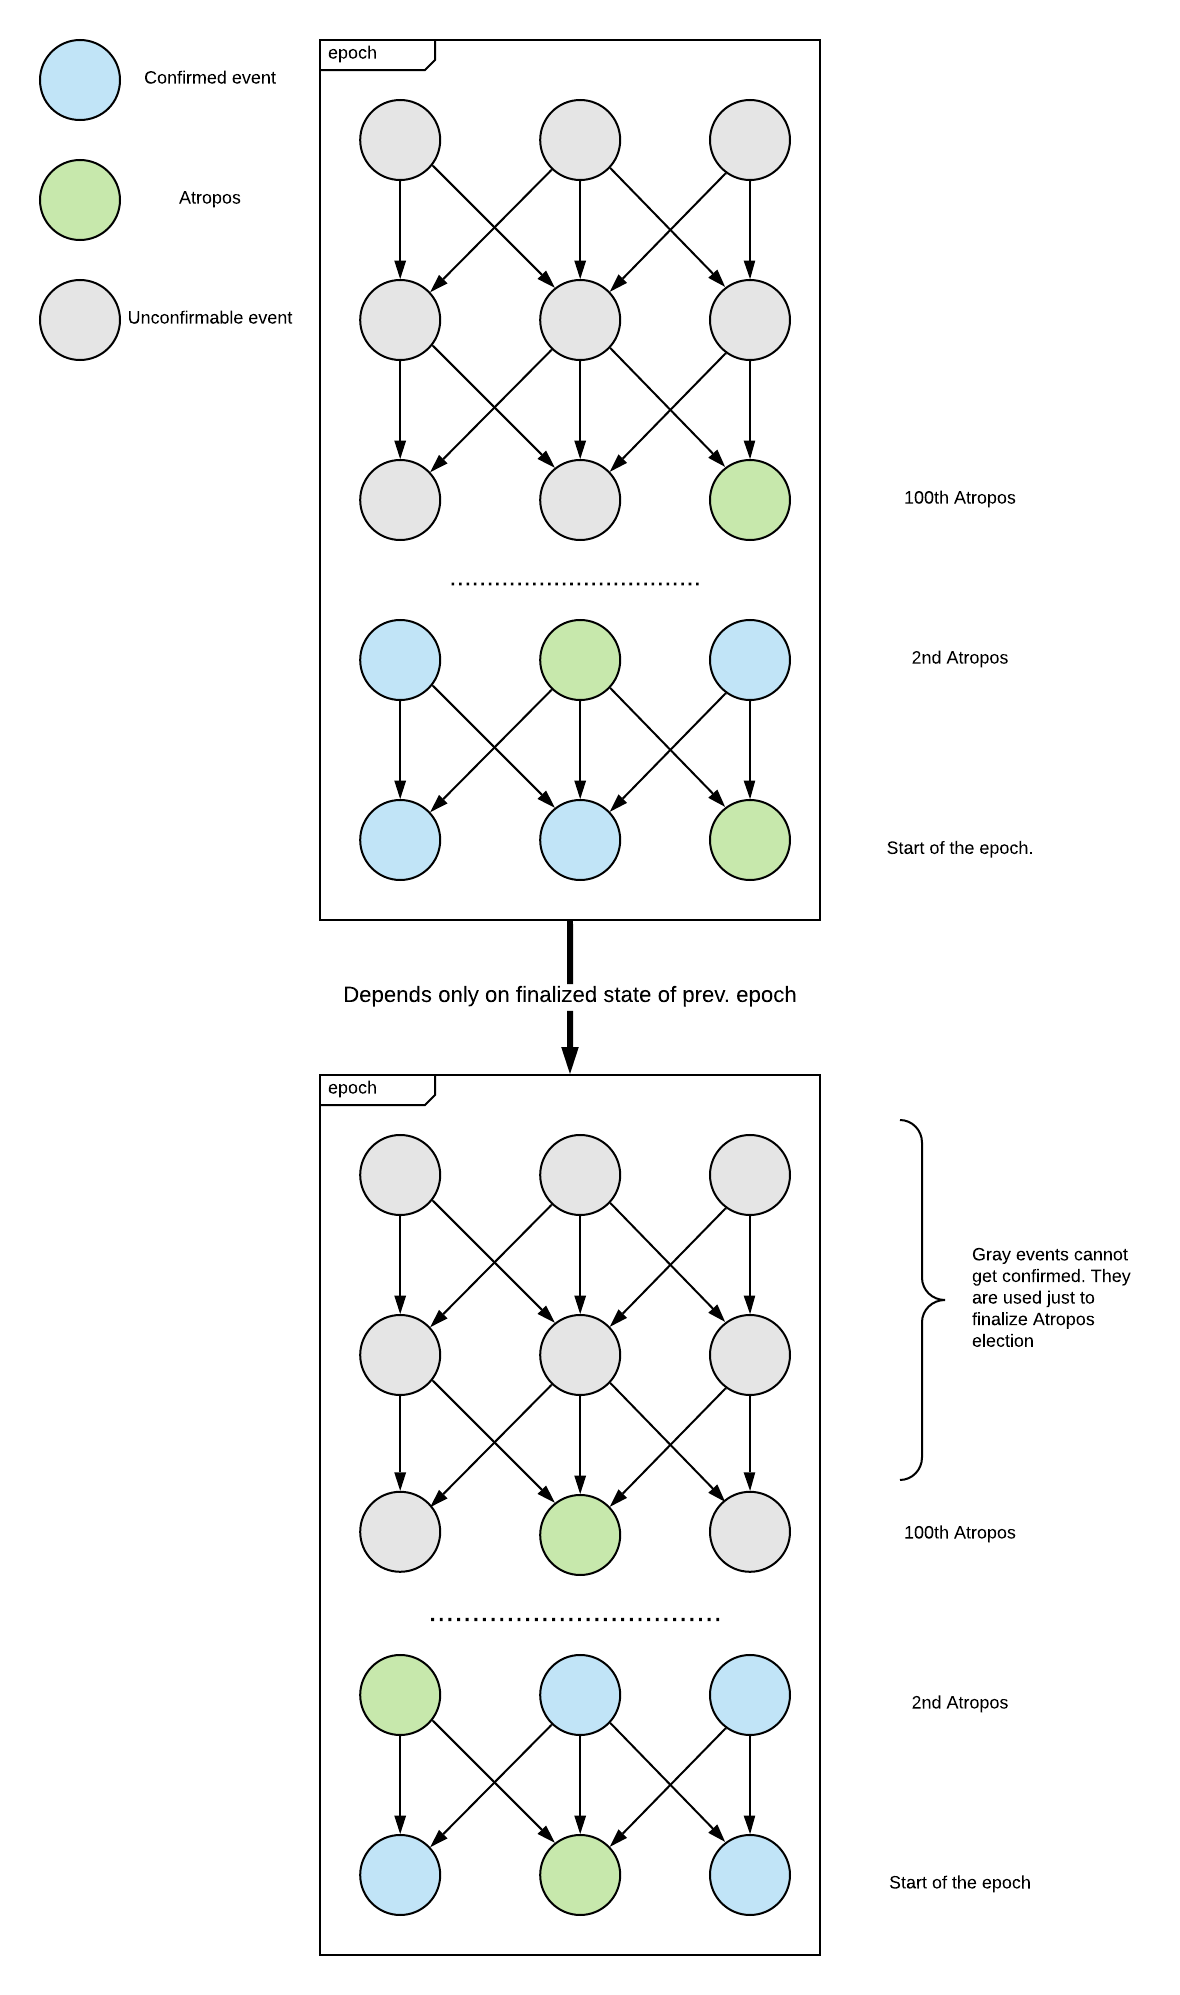 epoch
Confirmed event
Atropos
Unconfirmable event
100th Atropos
2nd Atropos
Start of the epoch.
Depends only on finalized state of prev. epoch
epoch
Gray events cannot
get confirmed. They
are used just to
finalize Atropos
election
100th Atropos
2nd Atropos
Start of the epoch